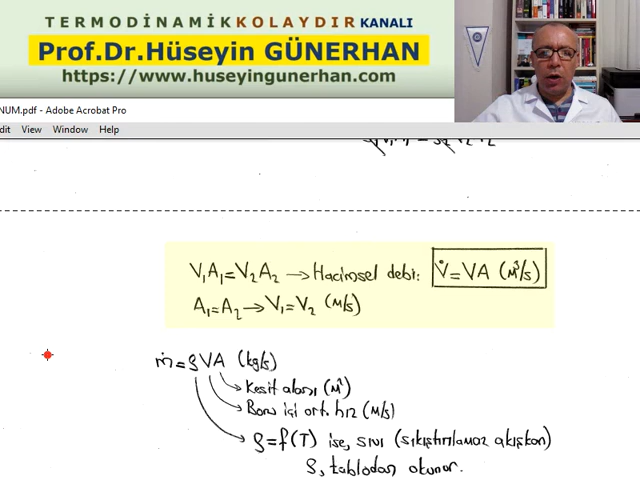 TERMODİNAMİKKOLAYDIR KANALI
Prof.Dr.Hüseyin GÜNERHAN
https://www.huseyingunerhan.com
NUM.pdf - Adobe Acrobat Pro
dit View Window Help
V₁A₁=V₂A₂ → Hacimsel debi: V̇=VA (m³/s)
A₁=A₂ → V₁=V₂ (m/s)
ṁ=ρVA (kg/s)
Kesit alanı (m²)
Boru içi ort. hız (m/s)
ρ=f(T) ise, sıvı (sıkıştırılamaz akışkan)
ρ, tablodan okunur.